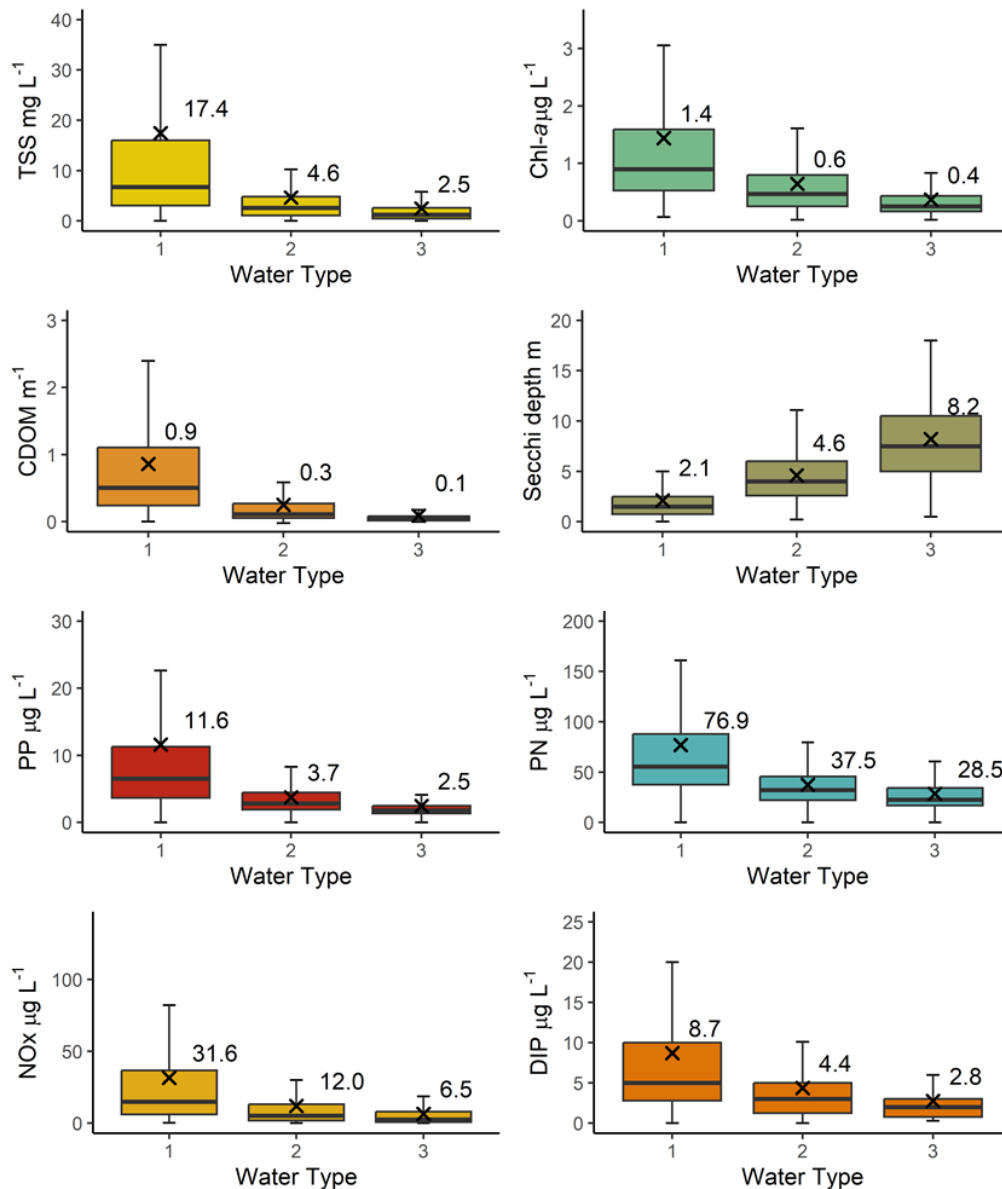 TSS mg L⁻¹
40
30
20
10
0
17.4
4.6
2.5
1 2 3
Water Type
Chl-aµg L⁻¹
3
2
1
0
1.4
0.6
0.4
1 2 3
Water Type
CDOM m⁻¹
3
2
1
0
0.9
0.3
0.1
1 2 3
Water Type
Secchi depth m
20
15
10
5
0
2.1
4.6
8.2
1 2 3
Water Type
PP µg L⁻¹
30
20
10
0
11.6
3.7
2.5
1 2 3
Water Type
PN µg L⁻¹
200
150
100
50
0
76.9
37.5
28.5
1 2 3
Water Type
NOx µg L⁻¹
100
50
0
31.6
12.0
6.5
1 2 3
Water Type
DIP µg L⁻¹
25
20
15
10
5
0
8.7
4.4
2.8
1 2 3
Water Type